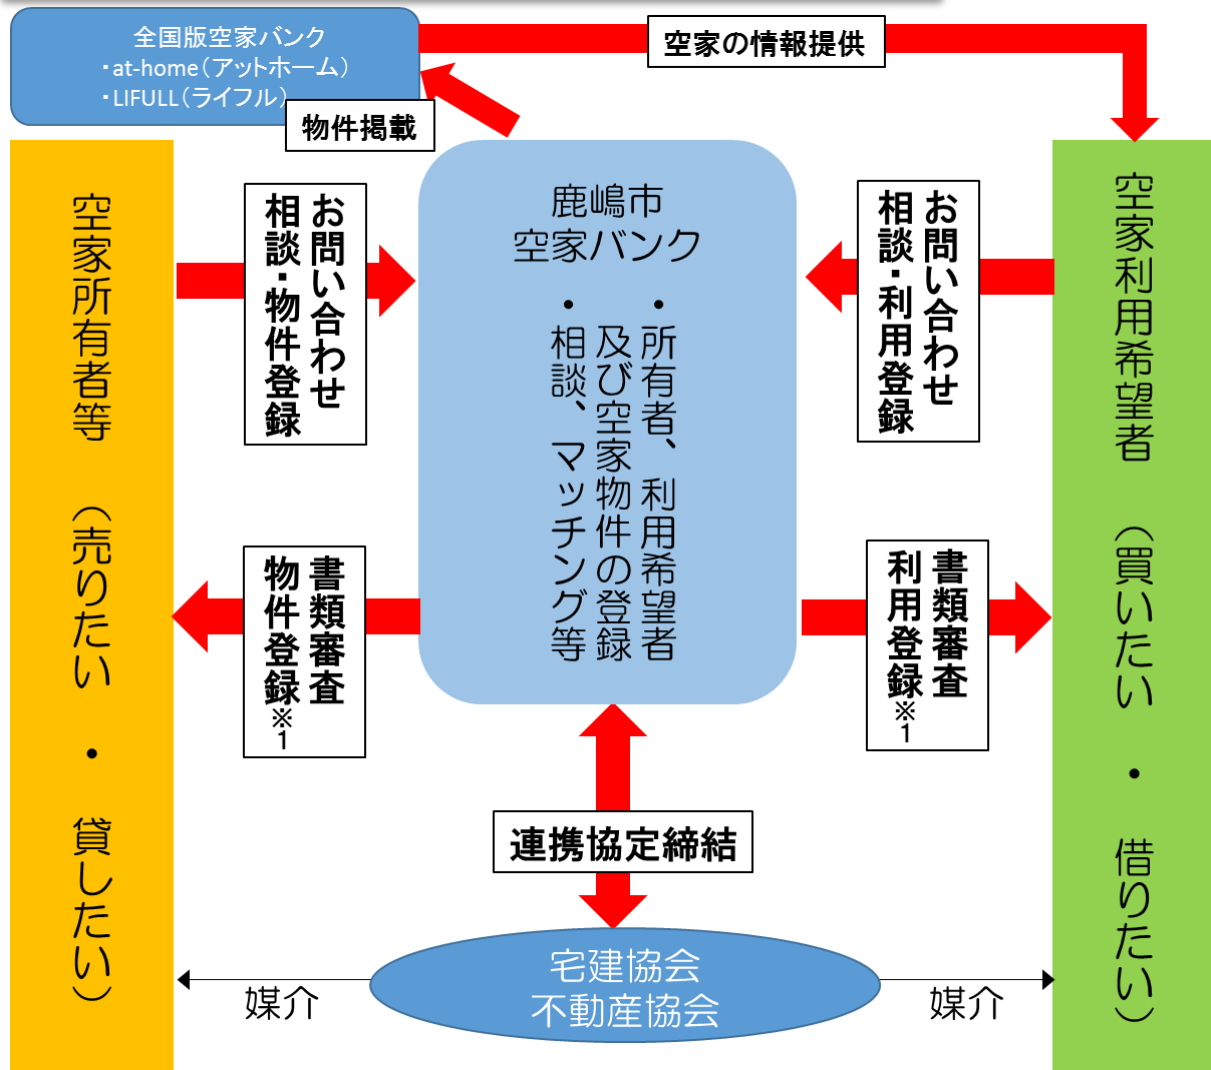 全国版空家バンク
・at-home（アットホーム）
・LIFULL（ライフル）
空家の情報提供
物件掲載
空家所有者等　（売りたい　・　貸したい）
お問い合わせ
相談・物件登録
鹿嶋市
空家バンク
・所有者、利用希望者
及び空家物件の登録
・相談、マッチング等
お問い合わせ
相談・利用登録
空家利用希望者　（買いたい　・　借りたい）
書類審査
物件登録※1
書類審査
利用登録※1
連携協定締結
宅建協会
不動産協会
媒介
媒介